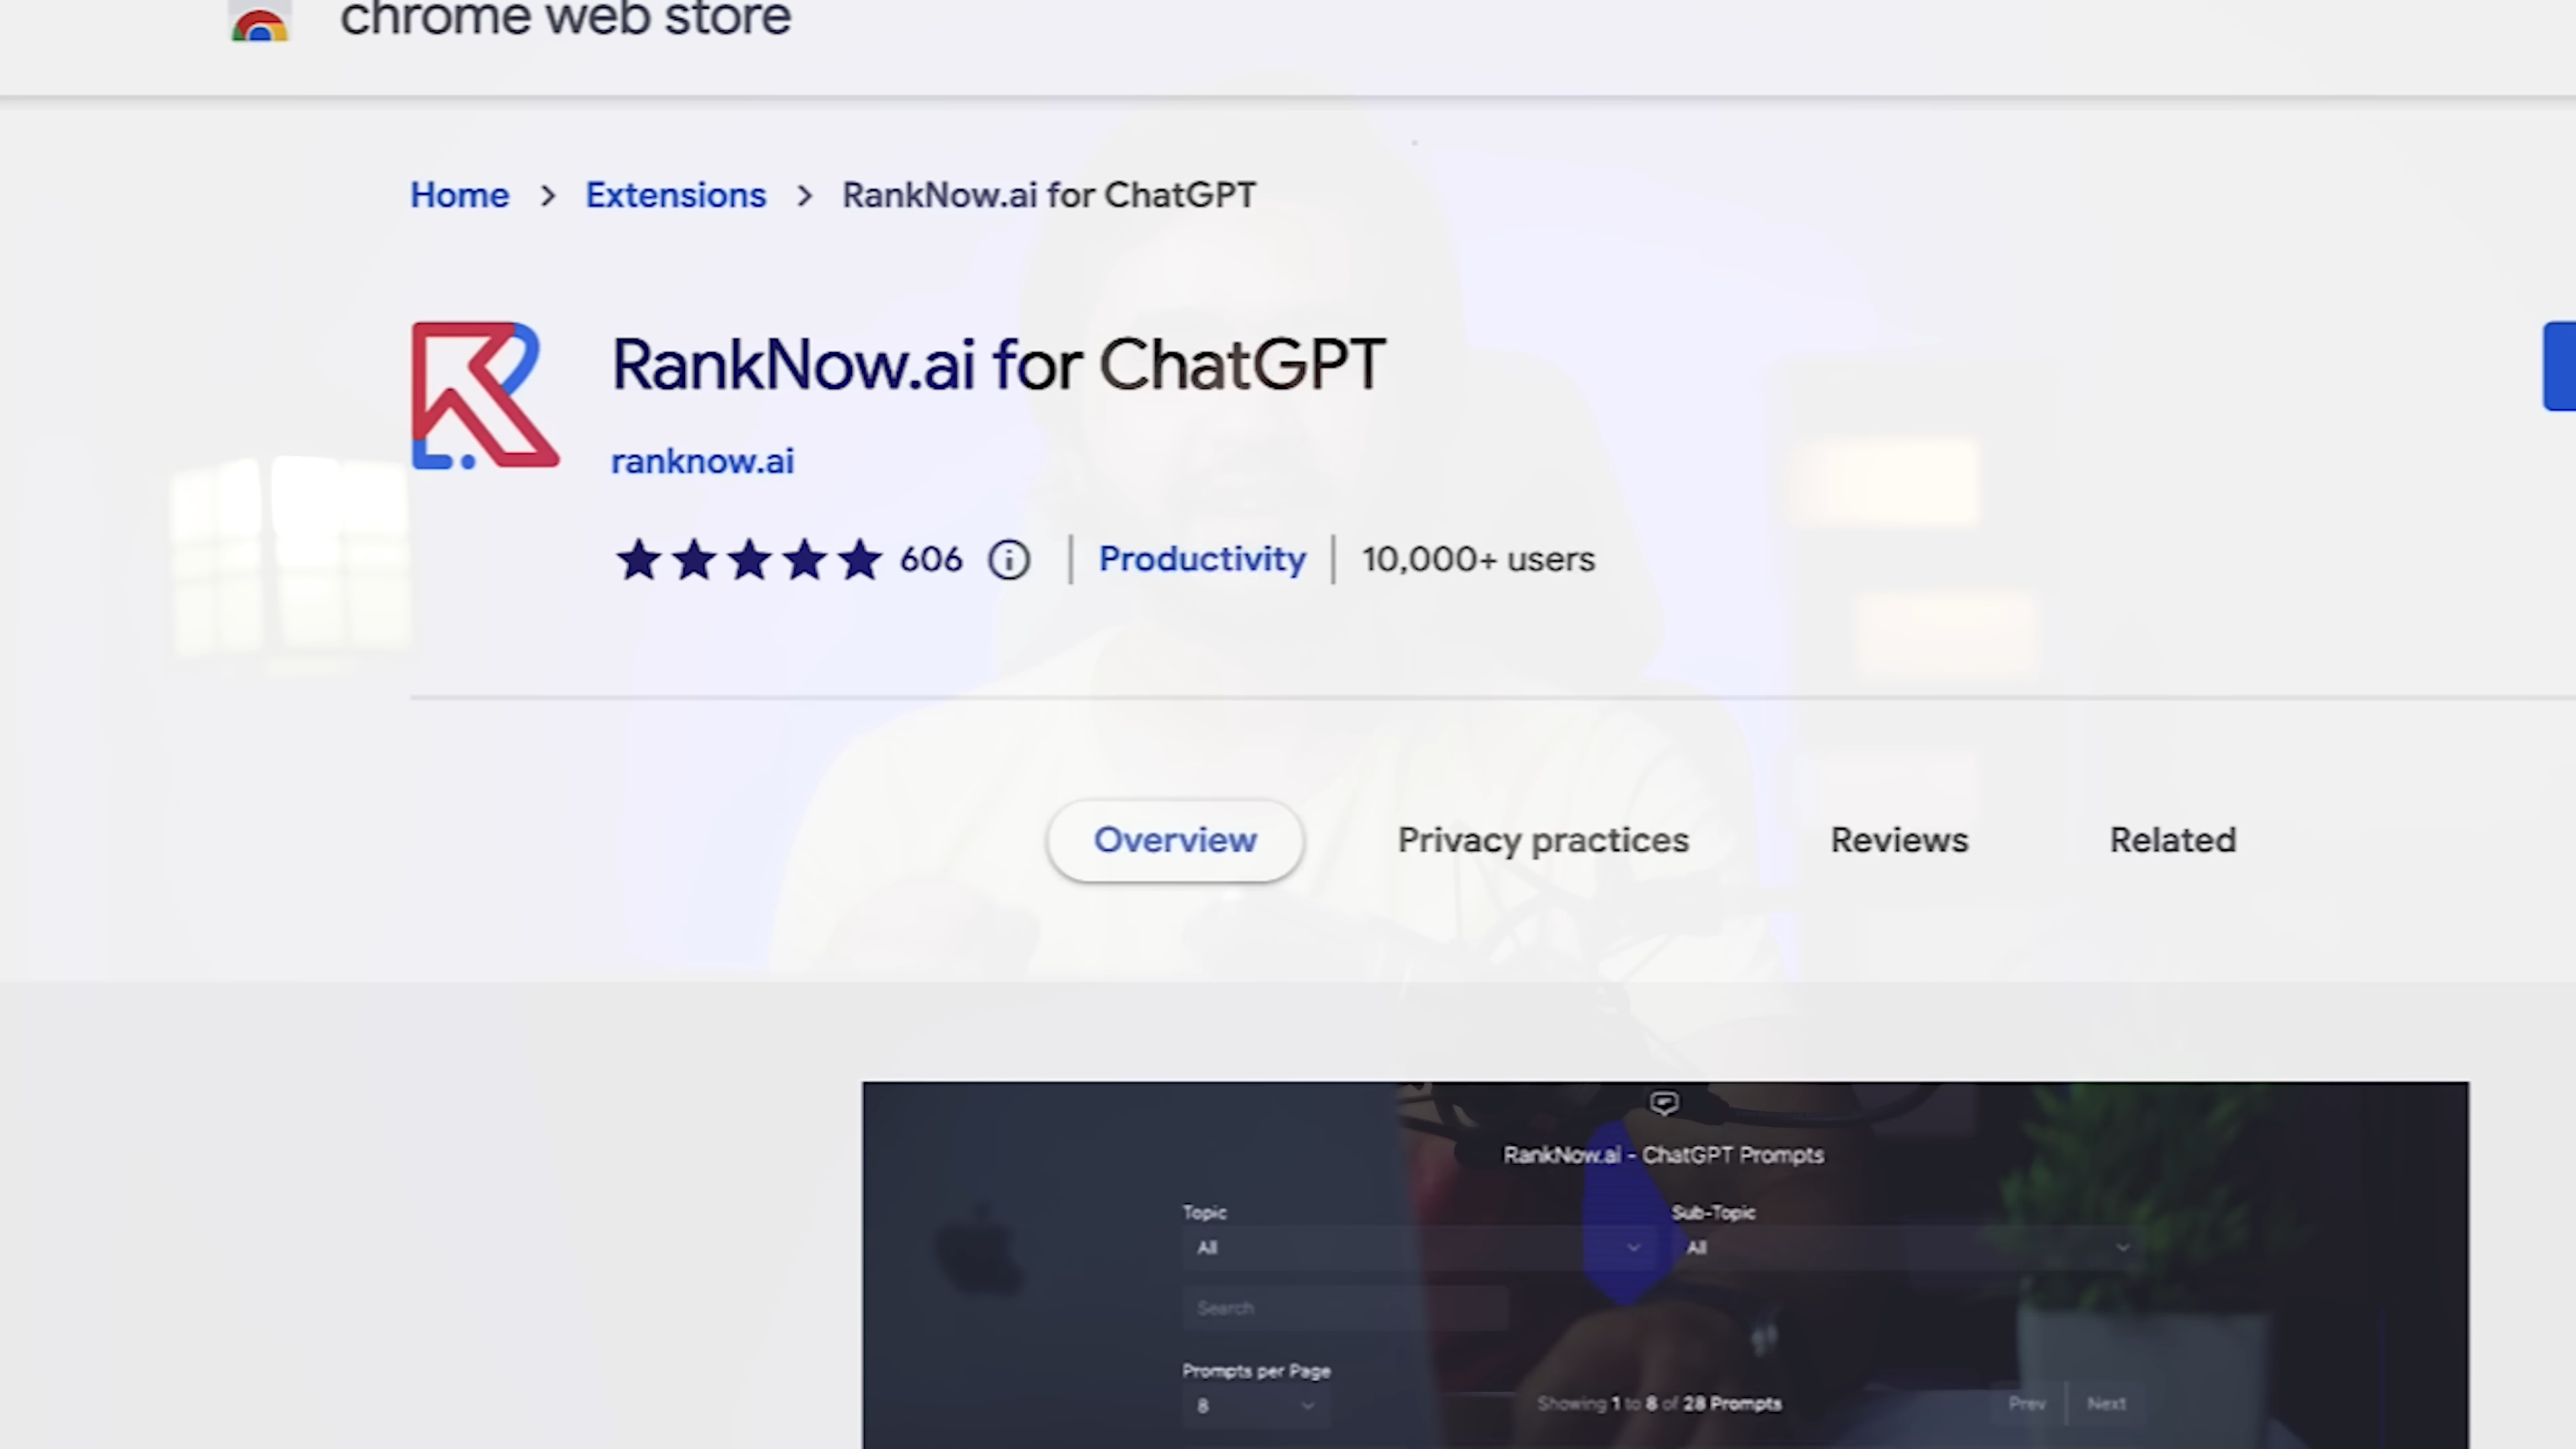 chrome web store
Home > Extensions > RankNow.ai for ChatGPT
RankNow.ai for ChatGPT
ranknow.ai
606 | Productivity | 10,000+ users
Overview Privacy practices Reviews Related
RankNow.ai - ChatGPT Prompts
Topic Sub-Topic
All All
Search
Prompts per Page
8 Showing 1 to 8 of 28 Prompts Prev Next